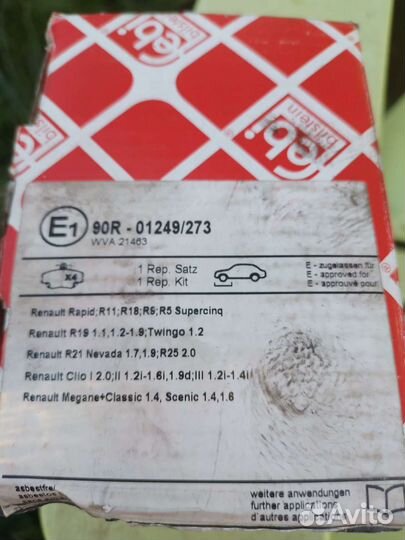 febi
bilstein
febi
bilstein
E1 90R - 01249/273
WVA 21463
X4
1 Rep. Satz
1 Rep. Kit
E - zugelassen für
E - approved for
E - approuvé pour
Renault Rapid;R11;R18;R9;R5 Supercinq
Renault R19 1.1,1.2-1.9;Twingo 1.2
Renault R21 Nevada 1.7,1.9;R25 2.0
Renault Clio I 2.0;II 1.2i-1.6i,1.9d;III 1.2i-1.4i
Renault Megane+Classic 1.4, Scenic 1.4,1.6
asbestfrei
asbestos
weitere anwendungen
further applications
d'autres application
Avito